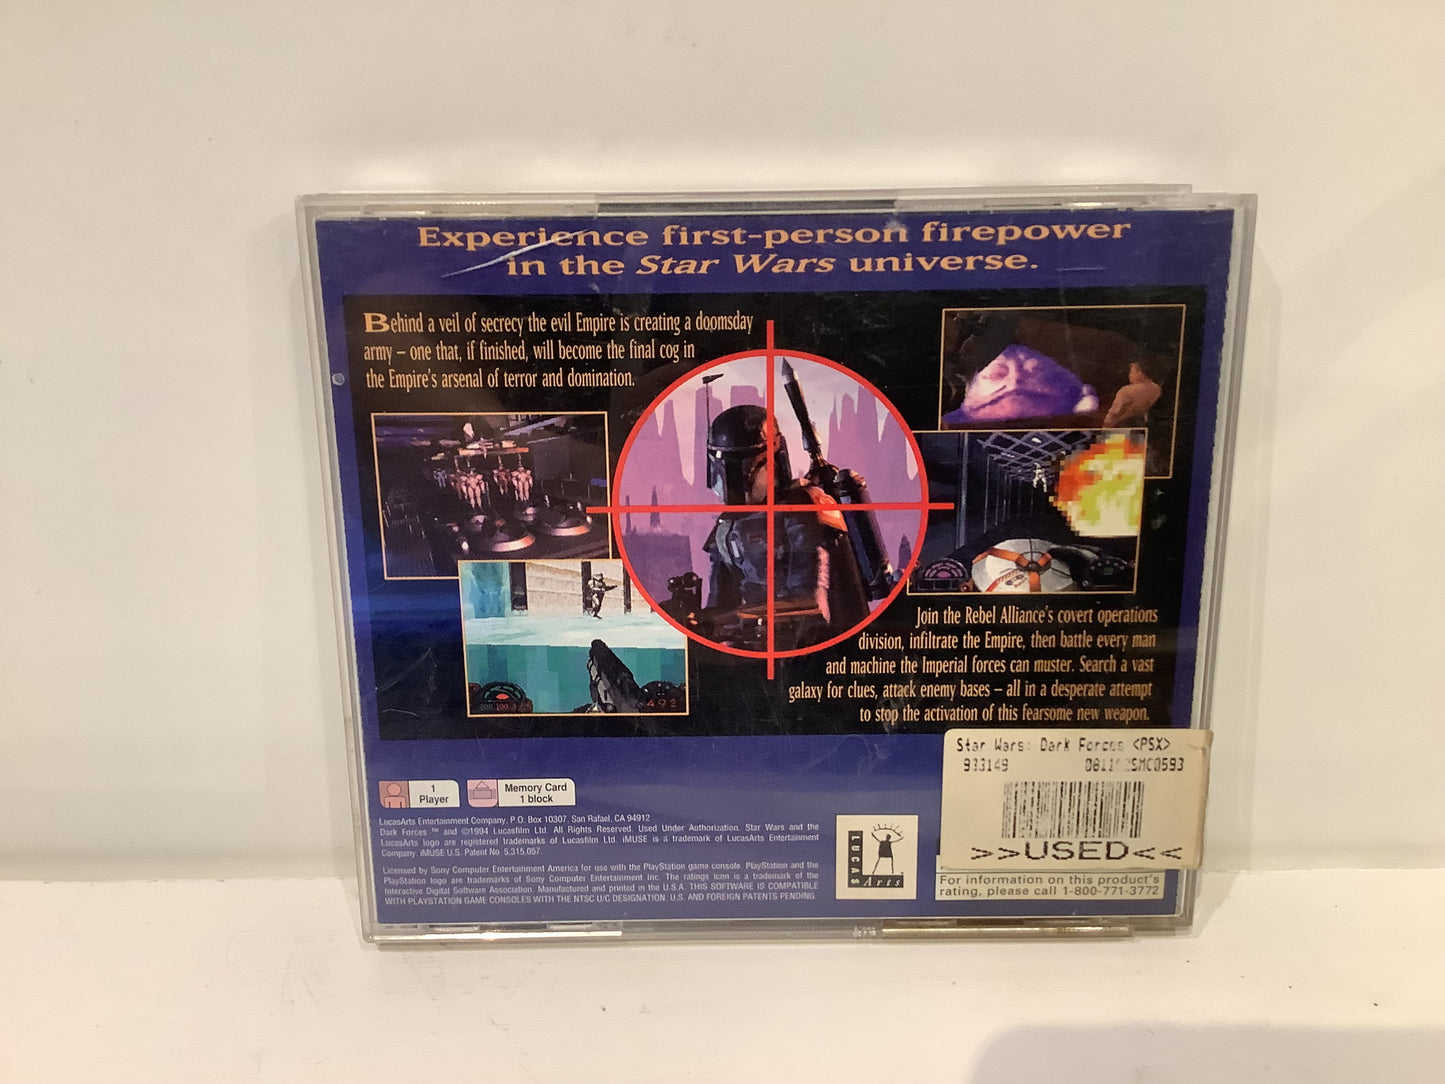 Experience first-person firepower
in the Star Wars universe.
Behind a veil of secrecy the evil Empire is creating a doomsday
army – one that, if finished, will become the final cog in
the Empire's arsenal of terror and domination.
Join the Rebel Alliance's covert operations
division, infiltrate the Empire, then battle every man
and machine the Imperial forces can muster. Search a vast
galaxy for clues, attack enemy bases – all in a desperate attempt
to stop the activation of this fearsome new weapon.
492
Star Wars: Dark Forces <PSX>
933149
>>USED<<
1
Player
Memory Card
1 block
LucasArts Entertainment Company, P.O. Box 10307, San Rafael, CA 94912
Dark Forces ™ and ©1994 Lucasfilm Ltd. All Rights Reserved. Used Under Authorization. Star Wars and the
LucasArts logo are registered trademarks of Lucasfilm Ltd. iMUSE is a trademark of LucasArts Entertainment
Company. iMUSE U.S. Patent No. 5,315,057
Licensed by Sony Computer Entertainment America for use with the PlayStation game console. PlayStation and the
PlayStation logo are trademarks of Sony Computer Entertainment Inc. The ratings icon is a trademark of the
Interactive Digital Software Association. Manufactured and printed in the U.S.A. THIS SOFTWARE IS COMPATIBLE
WITH PLAYSTATION GAME CONSOLES WITH THE NTSC U/C DESIGNATION. U.S. AND FOREIGN PATENTS PENDING
LUCAS
Arts
For information on this product's
rating, please call 1-800-771-3772